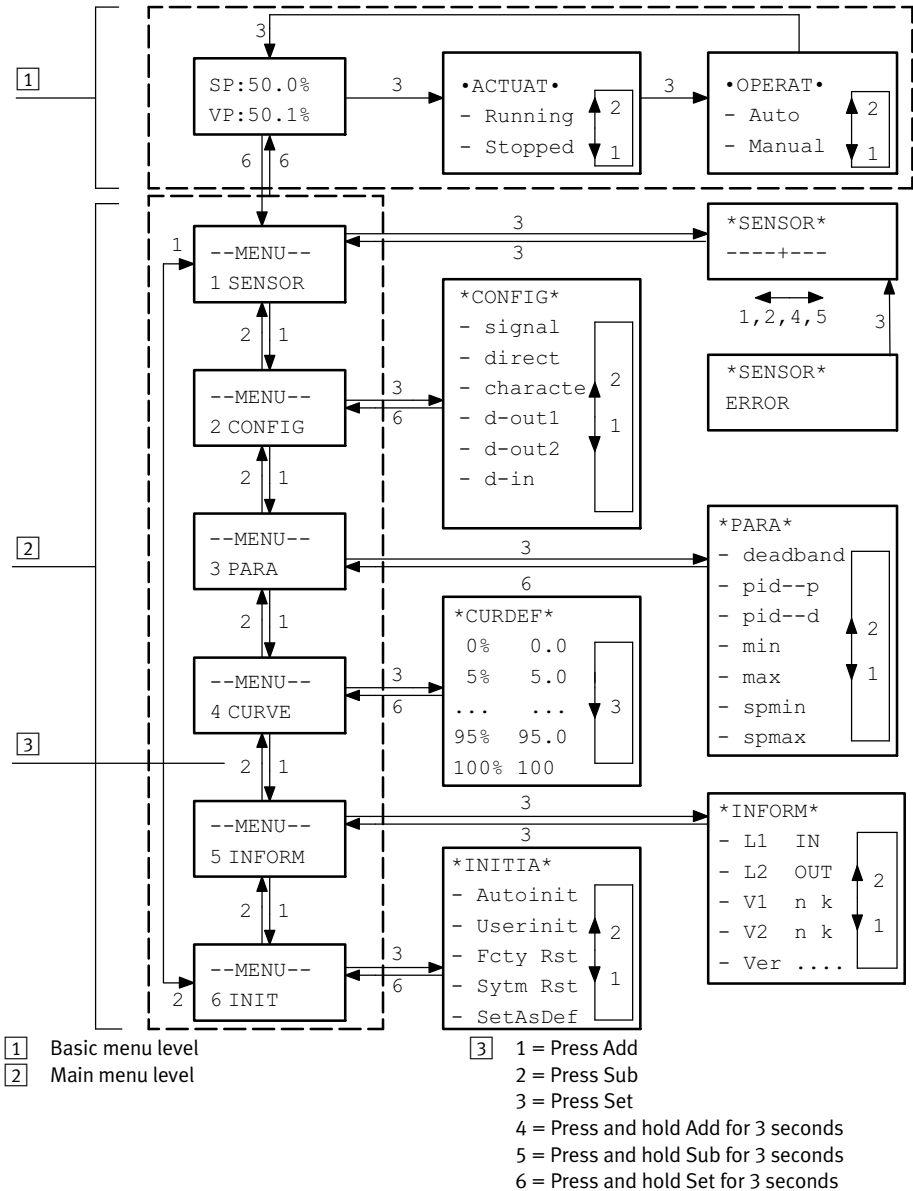 1
3
SP:50.0%
VP:50.1%
3
•ACTUAT•
- Running
- Stopped
2
1
3
•OPERAT•
- Auto
- Manual
2
1
6
6
2
1
--MENU--
1 SENSOR
3
3
*SENSOR*
----+---
1,2,4,5
3
*SENSOR*
ERROR
2
1
--MENU--
2 CONFIG
3
6
*CONFIG*
- signal
- direct
- characte
- d-out1
- d-out2
- d-in
2
1
2
1
--MENU--
3 PARA
3
6
*PARA*
- deadband
- pid--p
- pid--d
- min
- max
- spmin
- spmax
2
1
2
1
--MENU--
4 CURVE
3
6
*CURDEF*
0% 0.0
5% 5.0
... ...
95% 95.0
100% 100
3
3
2
1
--MENU--
5 INFORM
3
3
*INFORM*
- L1 IN
- L2 OUT
- V1 n k
- V2 n k
- Ver ....
2
1
2
1
--MENU--
6 INIT
2
3
6
*INITIA*
- Autoinit
- Userinit
- Fcty Rst
- Sytm Rst
- SetAsDef
2
1
1 Basic menu level
2 Main menu level
3 1 = Press Add
2 = Press Sub
3 = Press Set
4 = Press and hold Add for 3 seconds
5 = Press and hold Sub for 3 seconds
6 = Press and hold Set for 3 seconds